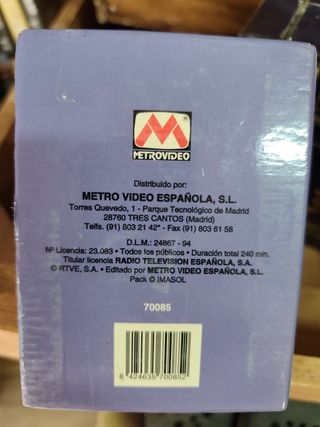 METROVIDEO
Distribuido por:
METRO VIDEO ESPAÑOLA, S.L.
Torres Quevedo, 1 - Parque Tecnológico de Madrid
28760 TRES CANTOS (Madrid)
Telfs. (91) 803 21 42* - Fax (91) 803 61 58
D.L.M.: 24867 - 94
Nº Licencia: 23.083 • Todos los públicos • Duración total 240 min.
Titular licencia RADIO TELEVISION ESPAÑOLA, S.A.
© RTVE, S.A • Editado por METRO VIDEO ESPAÑOLA, S.L.
Pack © IMASOL
70085
8 424635 700852